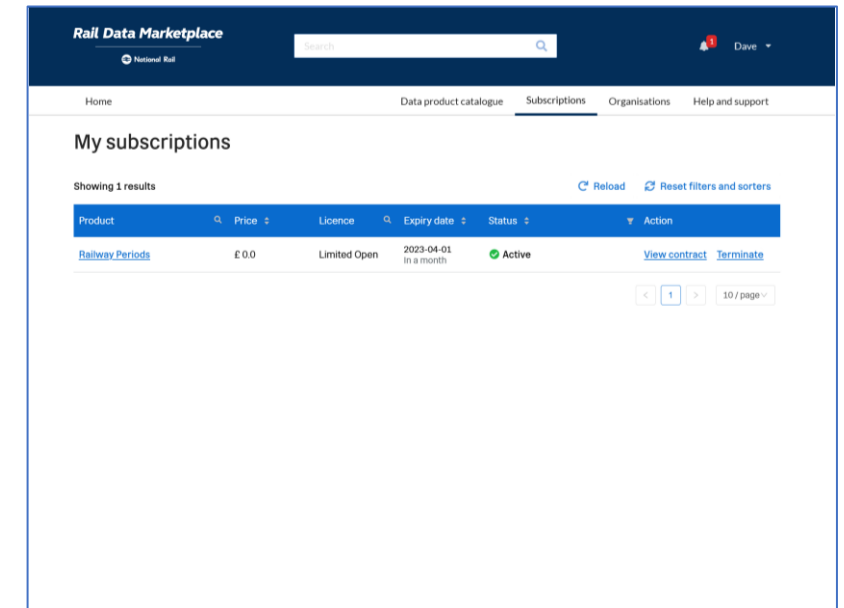 Rail Data Marketplace
National Rail
Search
1
Dave
Home Data product catalogue Subscriptions Organisations Help and support
My subscriptions
Showing 1 results Reload Reset filters and sorters
Product Price Licence Expiry date Status Action
Railway Periods £ 0.0 Limited Open 2023-04-01 Active View contract Terminate
in a month
1 10 / page